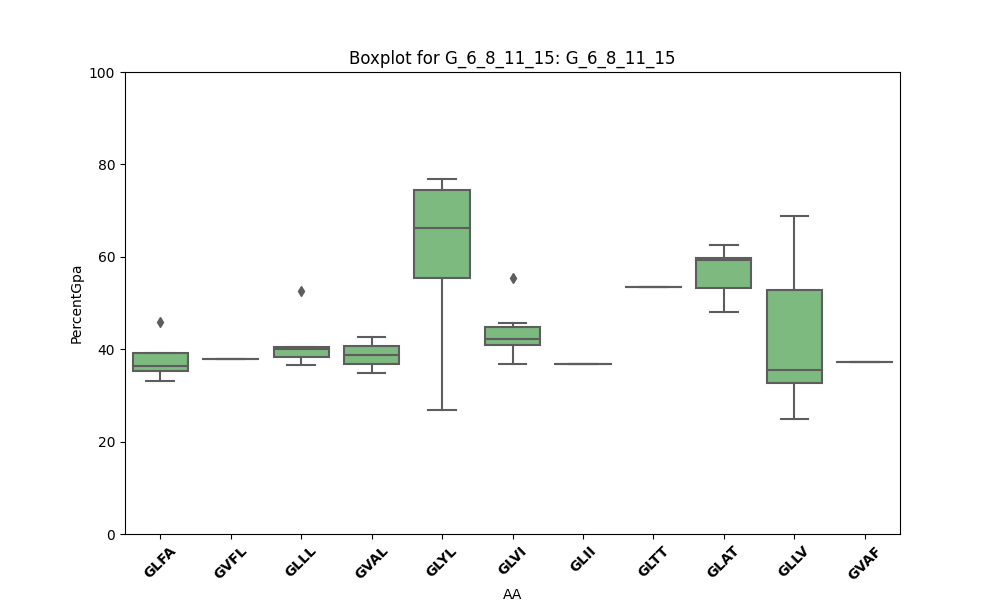 Boxplot for G_6_8_11_15: G_6_8_11_15
100
80
60
40
20
0
PercentGpa
GLFA GVFL GLLL GVAL GLYL GLVI GLII GLTT GLAT GLLV GVAF
AA